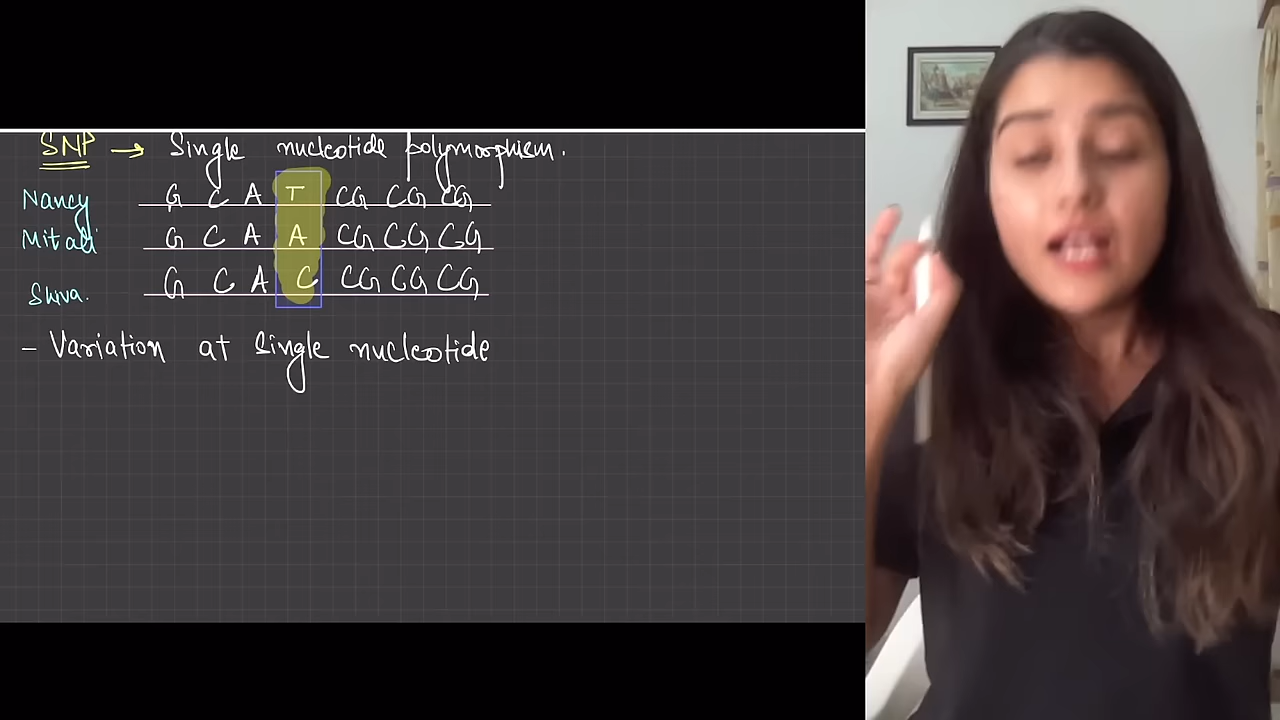 SNP → Single nucleotide polymorphism.
Nancy G C A T CG CG CG
Mitali G C A A CG CG CG
Shiva. G C A C CG CG CG
- Variation at single nucleotide